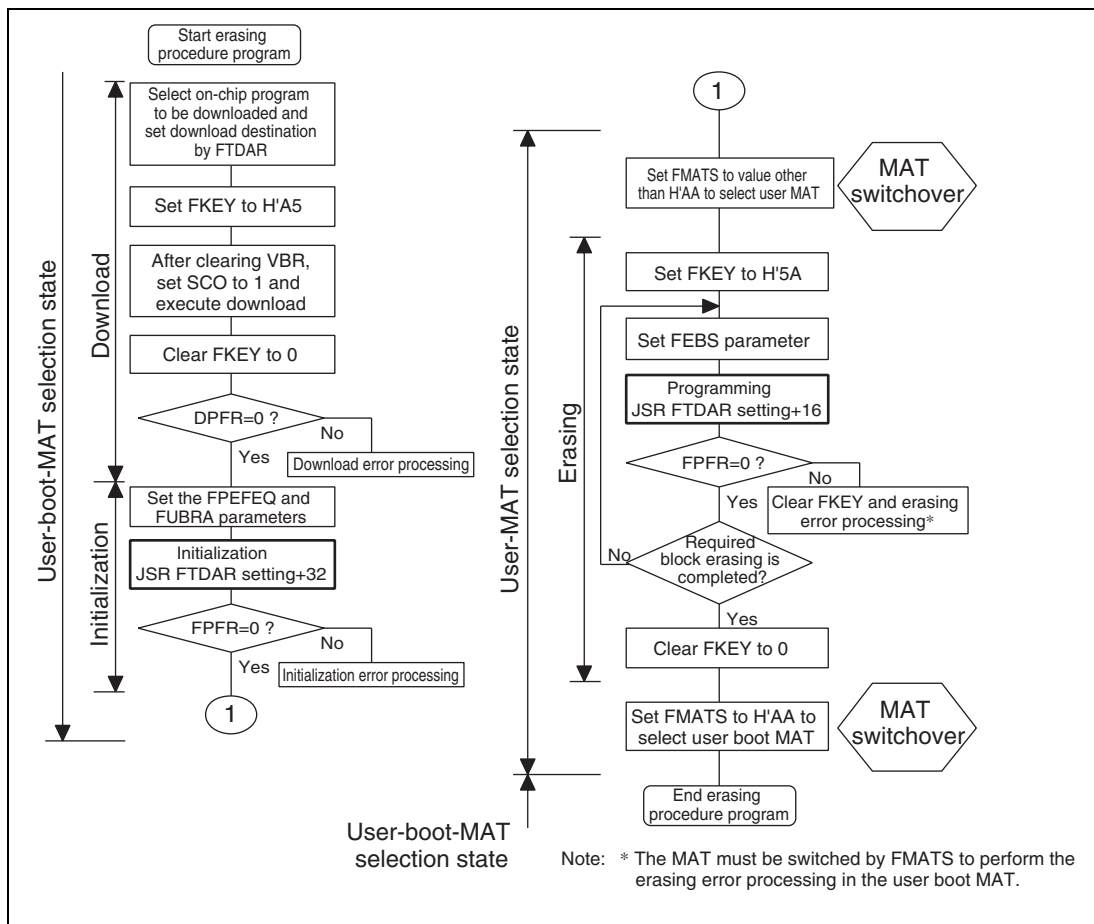 Start erasing
procedure program
Select on-chip program
to be downloaded and
set download destination
by FTDAR
Set FKEY to H'A5
After clearing VBR,
set SCO to 1 and
execute download
Clear FKEY to 0
DPFR=0 ?
No
Yes
Download error processing
Set the FPEFEQ and
FUBRA parameters
Initialization
JSR FTDAR setting+32
FPFR=0 ?
No
Yes
Initialization error processing
1
Download
Initialization
User-boot-MAT selection state
1
Set FMATS to value other
than H'AA to select user MAT
MAT
switchover
Set FKEY to H'5A
Set FEBS parameter
Programming
JSR FTDAR setting+16
FPFR=0 ?
No
Yes
Clear FKEY and erasing
error processing*
Required
block erasing is
completed?
No
Yes
Clear FKEY to 0
Set FMATS to H'AA to
select user boot MAT
MAT
switchover
End erasing
procedure program
Erasing
User-MAT selection state
User-boot-MAT
selection state
Note: * The MAT must be switched by FMATS to perform the
erasing error processing in the user boot MAT.